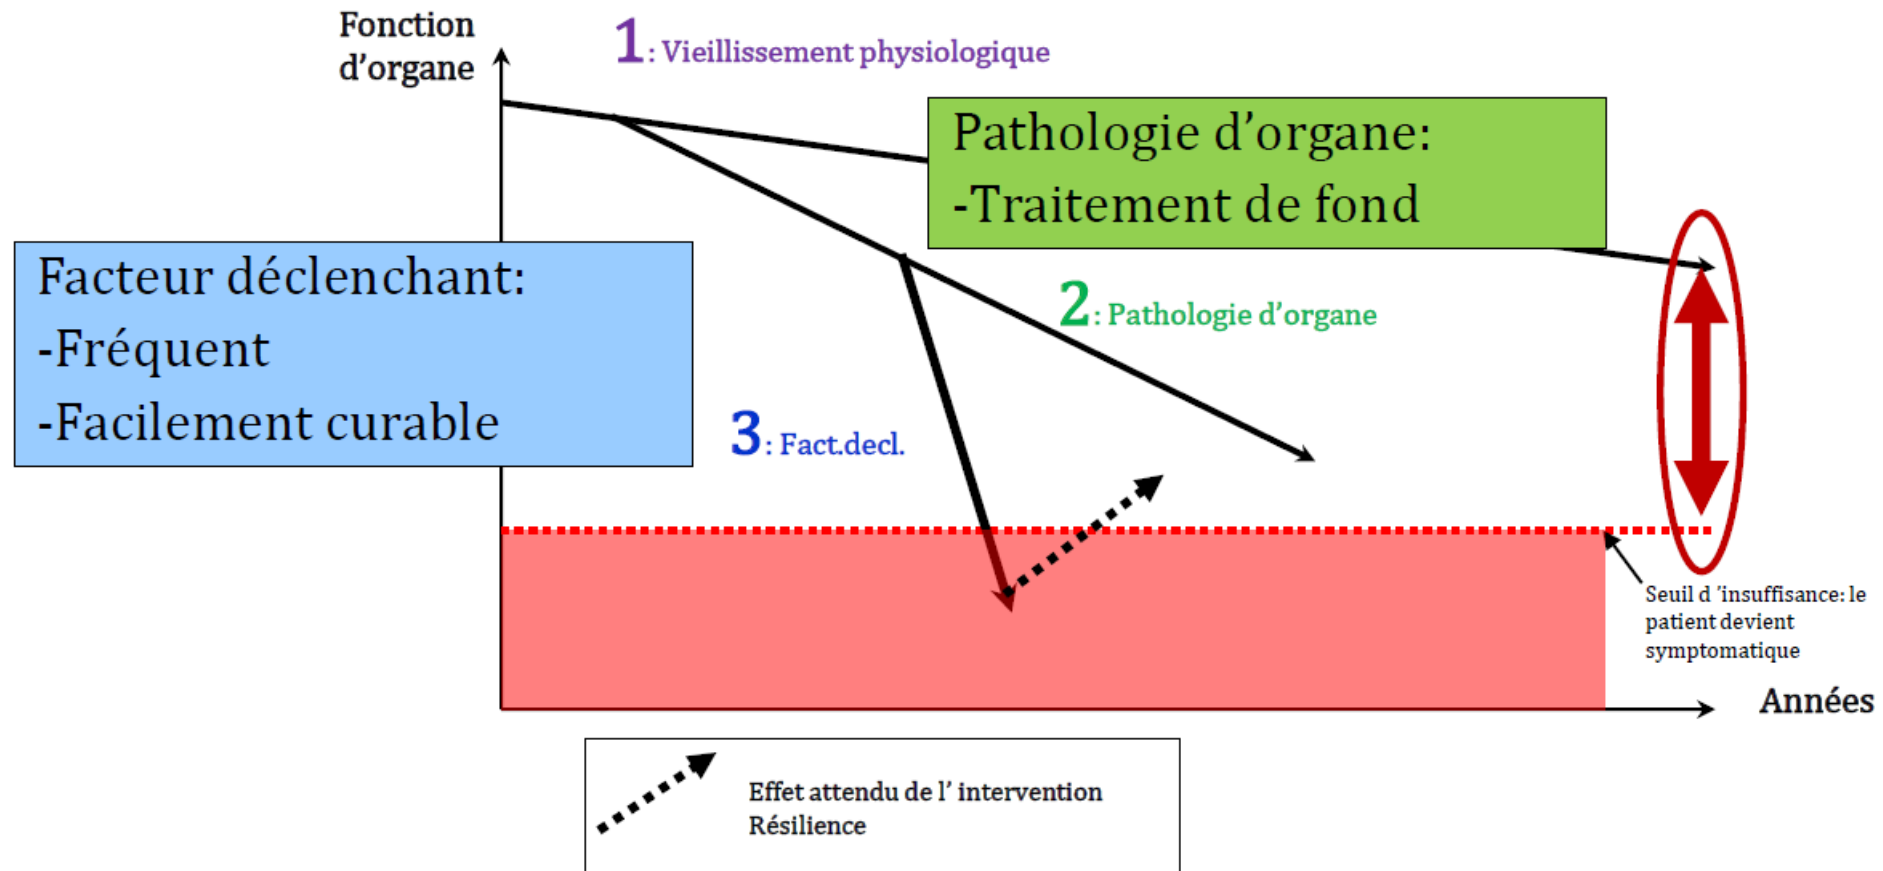 Fonction
d’organe
1: Vieillissement physiologique
Pathologie d’organe:
-Traitement de fond
Facteur déclenchant:
-Fréquent
-Facilement curable
2: Pathologie d’organe
3: Fact.decl.
Seuil d ’insuffisance: le
patient devient
symptomatique
Années
Effet attendu de l’ intervention
Résilience